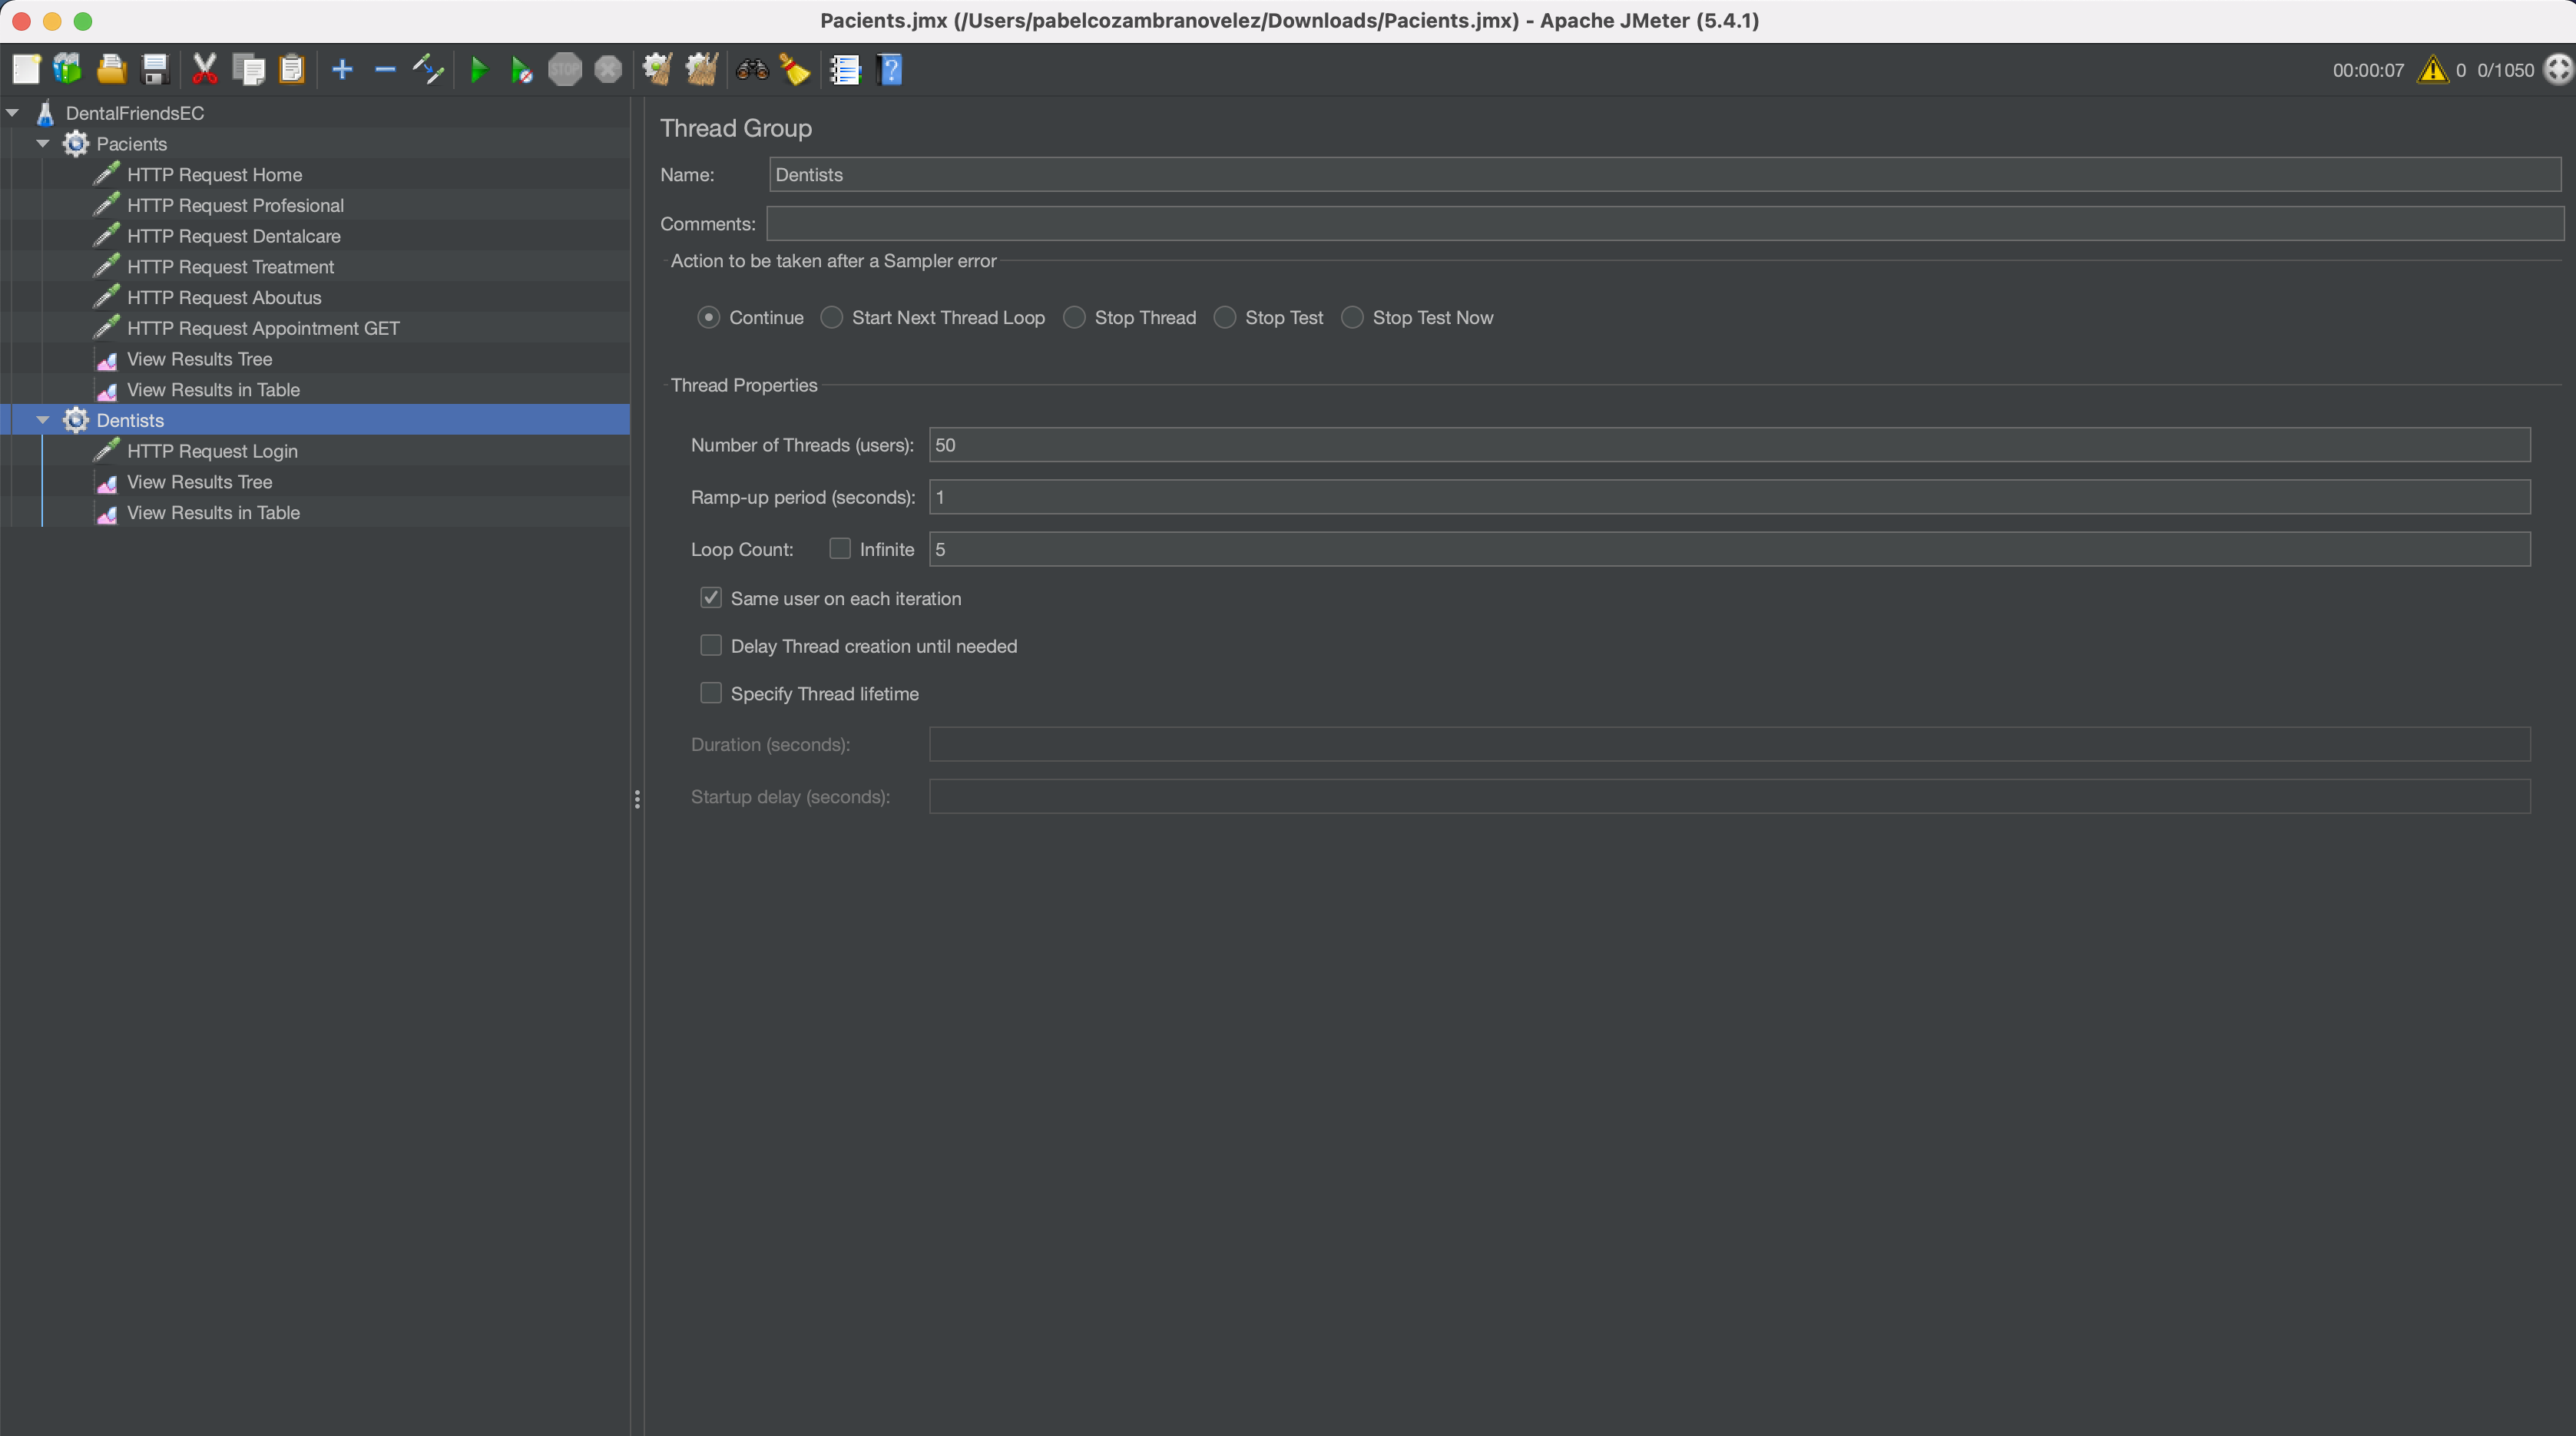 Pacients.jmx (/Users/pabelcozambranovelez/Downloads/Pacients.jmx) - Apache JMeter (5.4.1)
STOP
00:00:07 0 0/1050
DentalFriendsEC
Pacients
HTTP Request Home
HTTP Request Profesional
HTTP Request Dentalcare
HTTP Request Treatment
HTTP Request Aboutus
HTTP Request Appointment GET
View Results Tree
View Results in Table
Dentists
HTTP Request Login
View Results Tree
View Results in Table
Thread Group
Name: Dentists
Comments:
Action to be taken after a Sampler error
Continue Start Next Thread Loop Stop Thread Stop Test Stop Test Now
Thread Properties
Number of Threads (users): 50
Ramp-up period (seconds): 1
Loop Count: Infinite 5
Same user on each iteration
Delay Thread creation until needed
Specify Thread lifetime
Duration (seconds):
Startup delay (seconds):